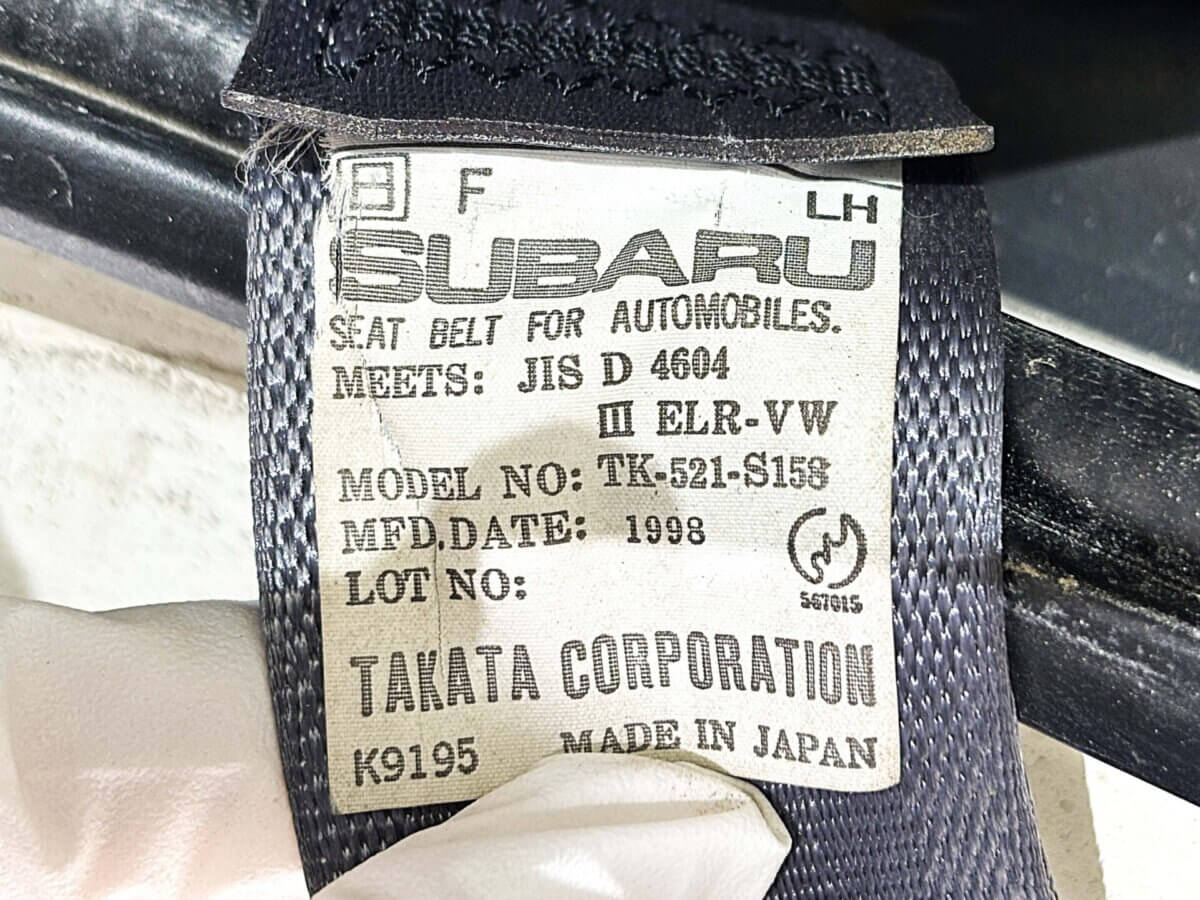 日 F LH
SUBARU
SEAT BELT FOR AUTOMOBILES.
MEETS: JIS D 4604
III ELR-VW
MODEL NO: TK-521-S158
MFD.DATE: 1998
LOT NO:
567015
TAKATA CORPORATION
K9195 MADE IN JAPAN